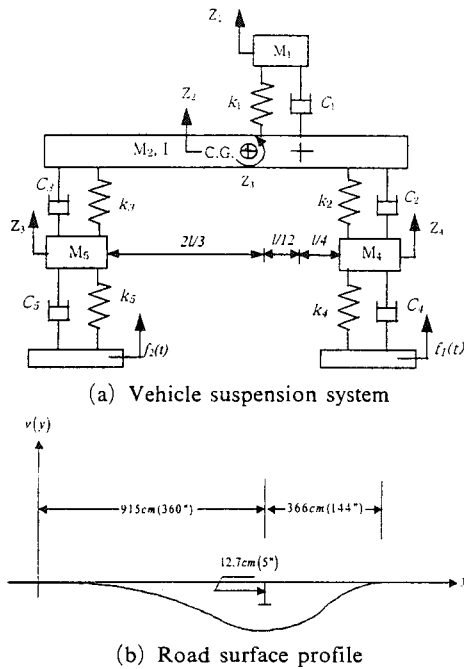 Z₁
M₁
k₁
C₁
Z₂
M₂, I
C.G.
Z₃
C₃
k₃
k₂
C₂
Z₃
M₅
2l/3
l/12
l/4
M₄
Z₄
C₅
k₅
k₄
C₄
f₂(t)
f₁(t)
(a) Vehicle suspension system
v(y)
915cm(360")
366cm(144")
12.7cm(5")
(b) Road surface profile